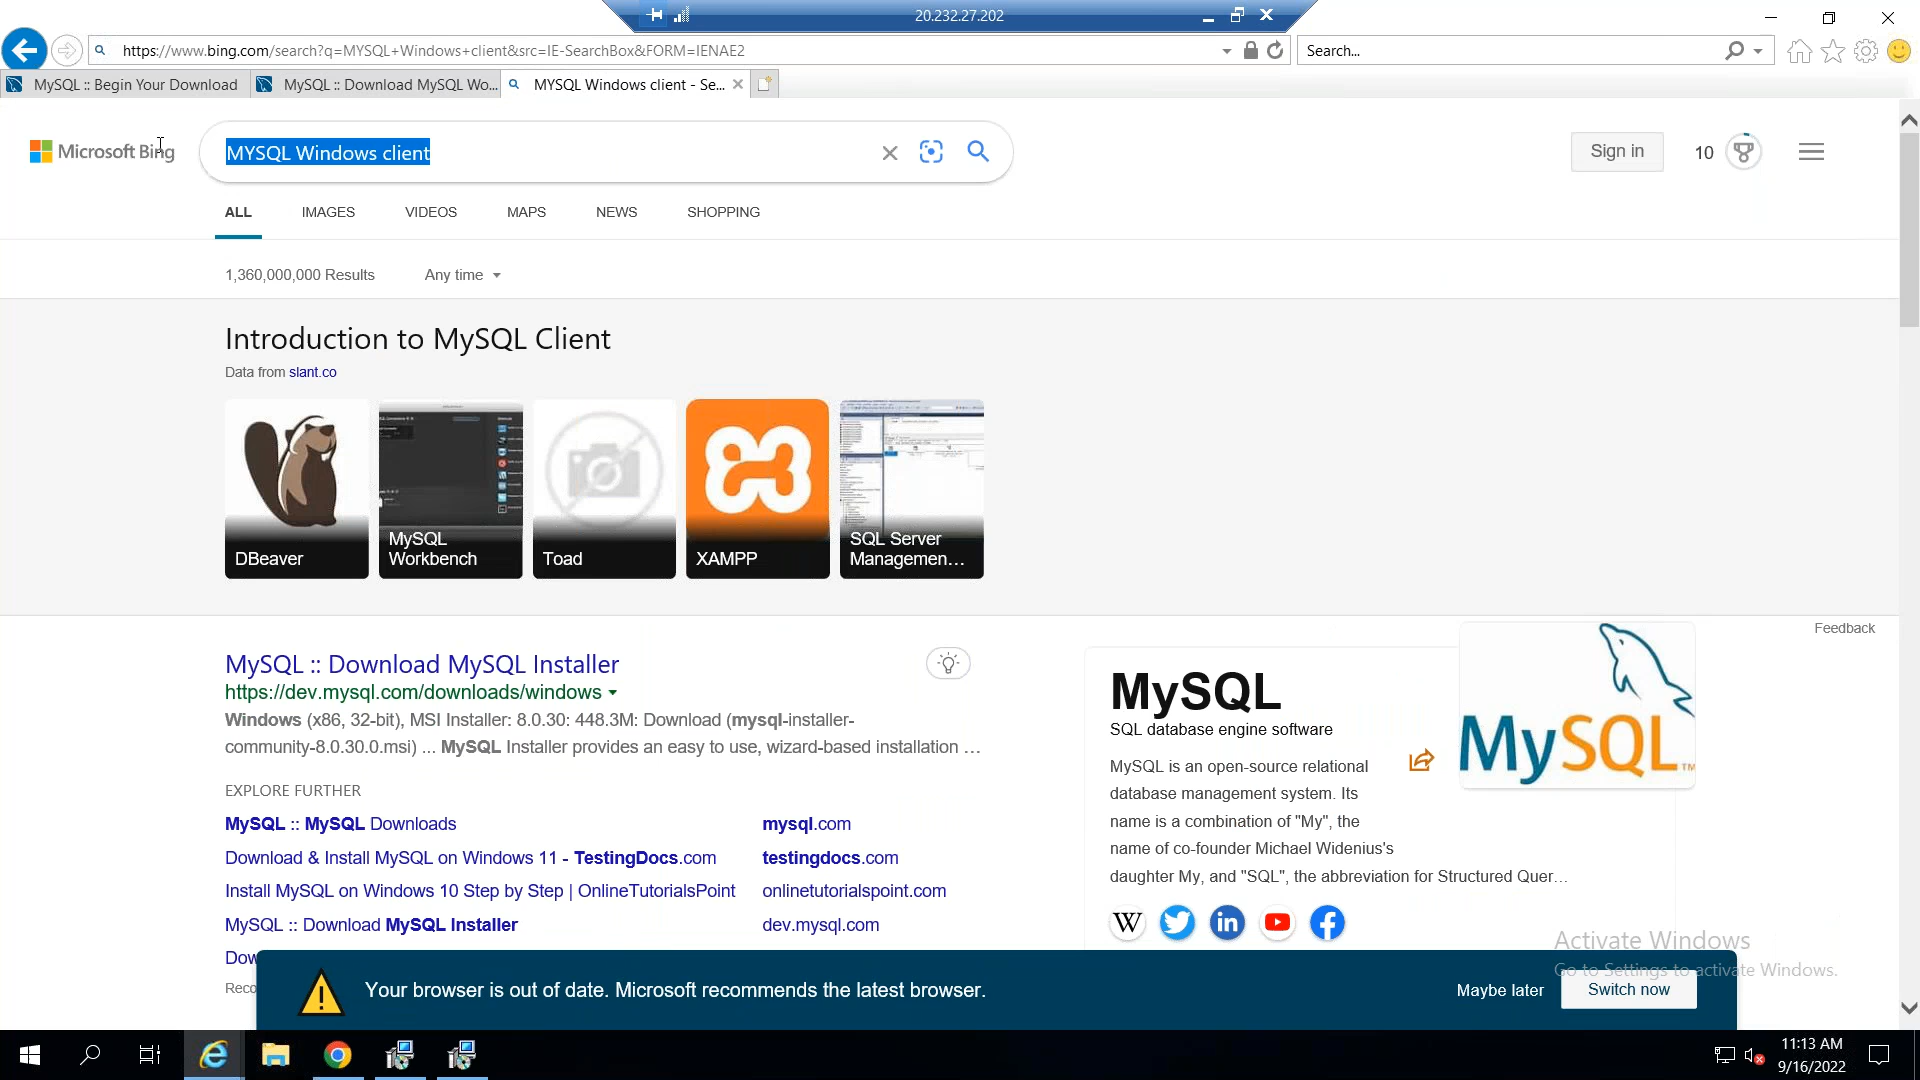 20.232.27.202
https://www.bing.com/search?q=MYSQL+Windows+client&src=IE-SearchBox&FORM=IENAE2
Search...
MySQL :: Begin Your Download
MySQL :: Download MySQL Wo...
MYSQL Windows client - Se...
Microsoft Bing
MYSQL Windows client
Sign in
10
ALL
IMAGES
VIDEOS
MAPS
NEWS
SHOPPING
1,360,000,000 Results
Any time
Introduction to MySQL Client
Data from slant.co
DBeaver
MySQL
Workbench
Toad
XAMPP
SQL Server
Managemen...
Feedback
MySQL :: Download MySQL Installer
https://dev.mysql.com/downloads/windows
Windows (x86, 32-bit), MSI Installer: 8.0.30: 448.3M: Download (mysql-installer-
community-8.0.30.0.msi) ... MySQL Installer provides an easy to use, wizard-based installation ...
EXPLORE FURTHER
MySQL :: MySQL Downloads
mysql.com
Download & Install MySQL on Windows 11 - TestingDocs.com
testingdocs.com
Install MySQL on Windows 10 Step by Step | OnlineTutorialsPoint
onlinetutorialspoint.com
MySQL :: Download MySQL Installer
dev.mysql.com
Dow
Reco
MySQL
SQL database engine software
MySQL is an open-source relational
database management system. Its
name is a combination of "My", the
name of co-founder Michael Widenius's
daughter My, and "SQL", the abbreviation for Structured Quer...
MySQL™
W
in
f
Activate Windows
Go to Settings to activate Windows.
Your browser is out of date. Microsoft recommends the latest browser.
Maybe later
Switch now
11:13 AM
9/16/2022